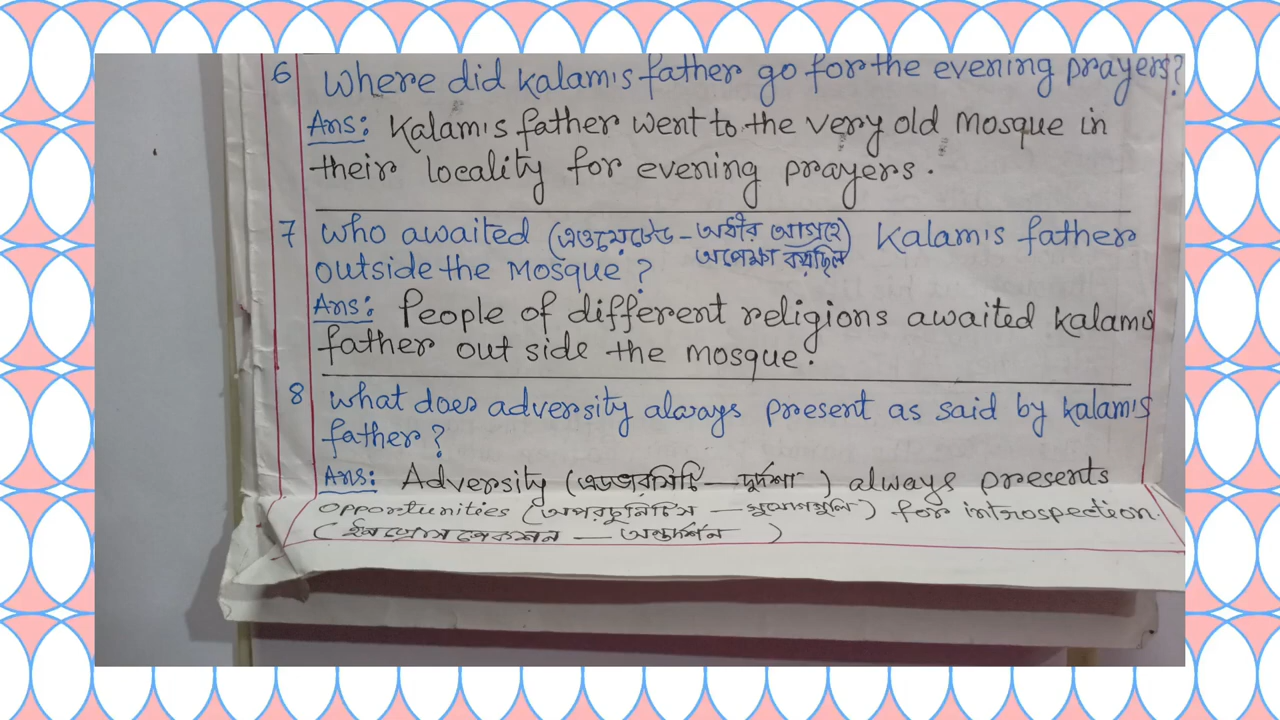 6 Where did Kalam's father go for the evening prayers?
Ans: Kalam's father went to the very old Mosque in
their locality for evening prayers.
7 Who awaited (এওয়েটেড - অধীর আগ্রহে অপেক্ষা করছিল) Kalam's father
outside the Mosque?
Ans: People of different religions awaited Kalams
father out side the mosque.
8 What does adversity always present as said by Kalam's
father?
Ans: Adversity (এডভারসিটি — দুর্দশা) always presents
opportunities (অপরচুনিটিস — সুযোগগুলি) for introspection.
(ইনট্রোসপেকশন — অন্তর্দর্শন)